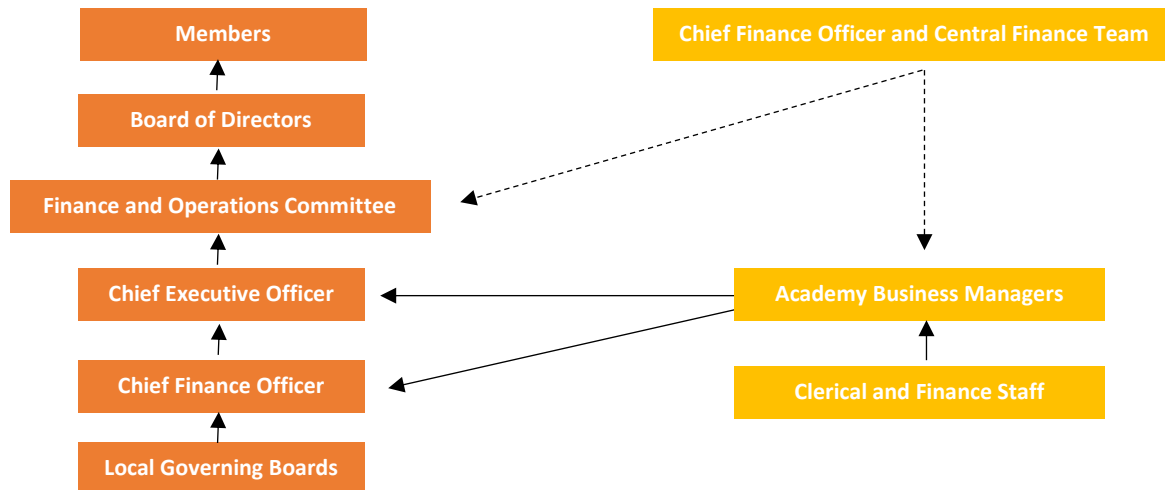 Members
Chief Finance Officer and Central Finance Team
Board of Directors
Finance and Operations Committee
Chief Executive Officer
Academy Business Managers
Chief Finance Officer
Clerical and Finance Staff
Local Governing Boards